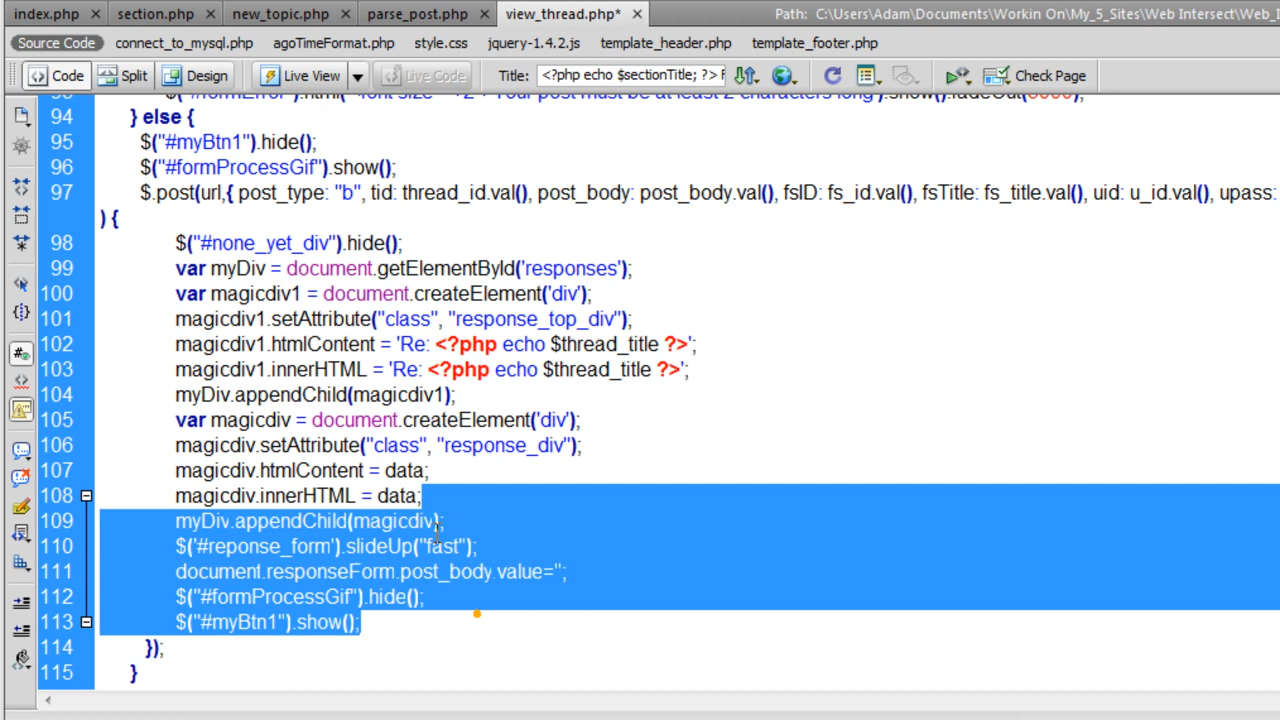 index.php × section.php × new_topic.php × parse_post.php × view_thread.php* × Path: C:\Users\Adam\Documents\Workin On\My_5_Sites\Web Intersect\Web_I
Source Code connect_to_mysql.php agoTimeFormat.php style.css jquery-1.4.2.js template_header.php template_footer.php
Code Split Design Live View Live Code Title: <?php echo $sectionTitle; ?> F Check Page
94 } else {
95 $("#myBtn1").hide();
96 $("#formProcessGif").show();
97 $.post(url,{ post_type: "b", tid: thread_id.val(), post_body: post_body.val(), fsID: fs_id.val(), fsTitle: fs_title.val(), uid: u_id.val(), upass:
) {
98 $("#none_yet_div").hide();
99 var myDiv = document.getElementById('responses');
100 var magicdiv1 = document.createElement('div');
101 magicdiv1.setAttribute("class", "response_top_div");
102 magicdiv1.htmlContent = 'Re: <?php echo $thread_title ?>';
103 magicdiv1.innerHTML = 'Re: <?php echo $thread_title ?>';
104 myDiv.appendChild(magicdiv1);
105 var magicdiv = document.createElement('div');
106 magicdiv.setAttribute("class", "response_div");
107 magicdiv.htmlContent = data;
108 magicdiv.innerHTML = data;
109 myDiv.appendChild(magicdiv);
110 $('#reponse_form').slideUp("fast");
111 document.responseForm.post_body.value='';
112 $("#formProcessGif").hide();
113 $("#myBtn1").show();
114 });
115 }